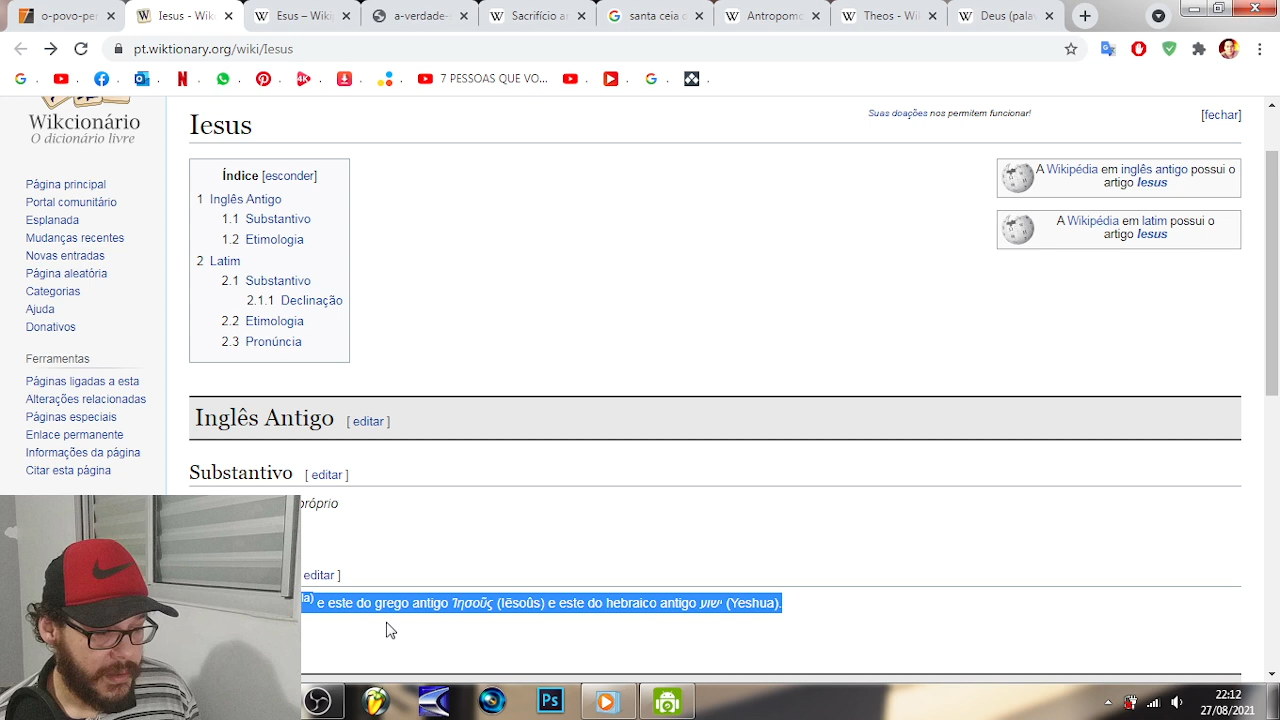 o-povo-per
Iesus - Wik
Esus – Wikip
a-verdade-
Sacrifício c
santa ceia d
Antropom
Theos - Wi
Deus (pala
pt.wiktionary.org/wiki/Iesus
7 PESSOAS QUE VO...
Wikcionário
O dicionário livre
Página principal
Portal comunitário
Esplanada
Mudanças recentes
Novas entradas
Página aleatória
Categorias
Ajuda
Donativos
Ferramentas
Páginas ligadas a esta
Alterações relacionadas
Páginas especiais
Enlace permanente
Informações da página
Citar esta página
Suas doações nos permitem funcionar!
[fechar]
Iesus
Índice [esconder]
1 Inglês Antigo
1.1 Substantivo
1.2 Etimologia
2 Latim
2.1 Substantivo
2.1.1 Declinação
2.2 Etimologia
2.3 Pronúncia
A Wikipédia em inglês antigo possui o
artigo Iesus
A Wikipédia em latim possui o
artigo Iesus
Inglês Antigo [ editar ]
Substantivo [ editar ]
próprio
editar ]
la) e este do grego antigo Ἰησοῦς (Iēsoûs) e este do hebraico antigo ישוע (Yeshua).
Ps
22:12
27/08/2021